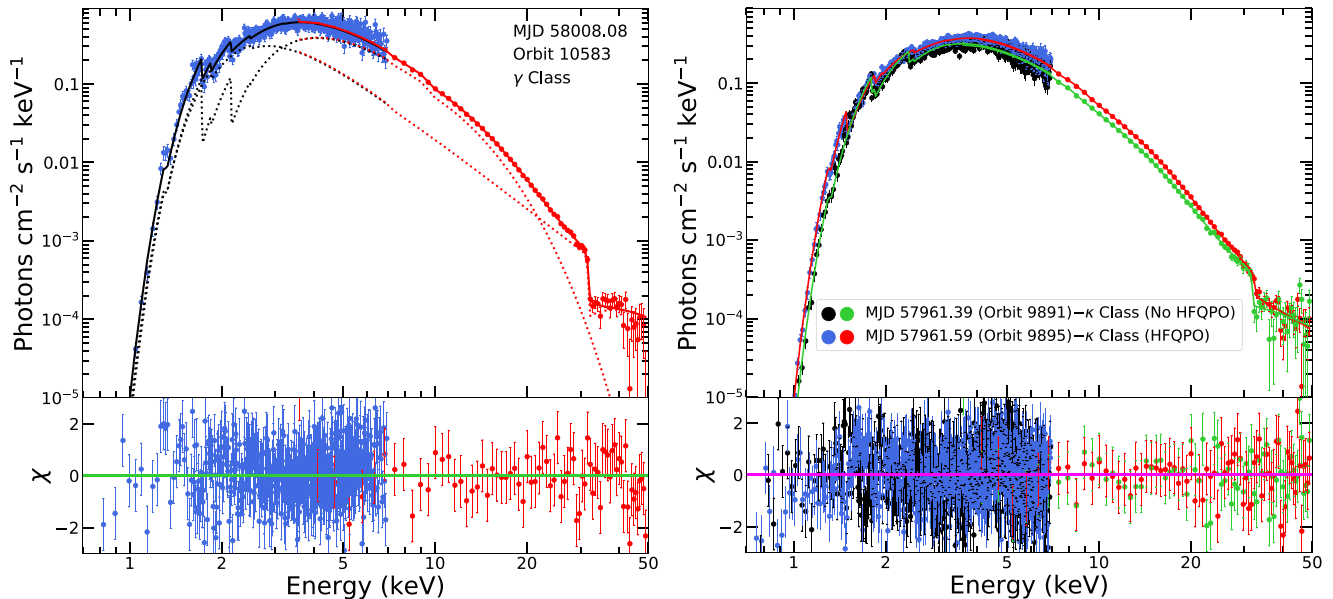 Photons cm⁻² s⁻¹ keV⁻¹
0.1
0.01
10⁻³
10⁻⁴
10⁻⁵
MJD 58008.08
Orbit 10583
γ Class
χ
2
0
−2
1
2
5
10
20
50
Energy (keV)
Photons cm⁻² s⁻¹ keV⁻¹
0.1
0.01
10⁻³
10⁻⁴
10⁻⁵
MJD 57961.39 (Orbit 9891)−κ Class (No HFQPO)
MJD 57961.59 (Orbit 9895)−κ Class (HFQPO)
χ
2
0
−2
1
2
5
10
20
50
Energy (keV)